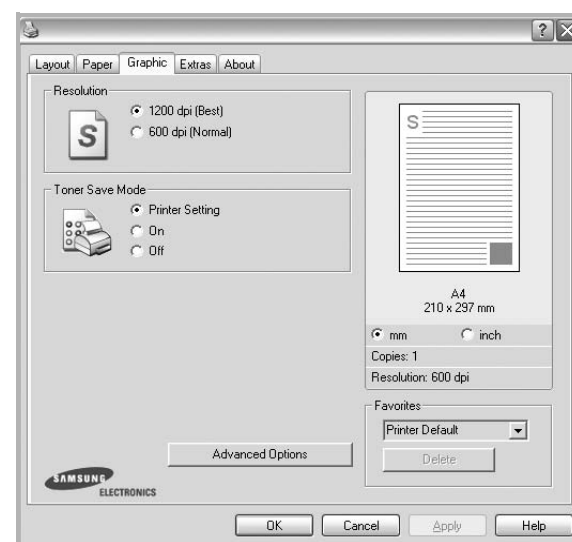 Layout Paper Graphic Extras About
Resolution
1200 dpi (Best)
600 dpi (Normal)
S
Toner Save Mode
Printer Setting
On
Off
S
A4
210 x 297 mm
mm inch
Copies: 1
Resolution: 600 dpi
Favorites
Printer Default
Delete
Advanced Options
SAMSUNG
ELECTRONICS
OK Cancel Apply Help